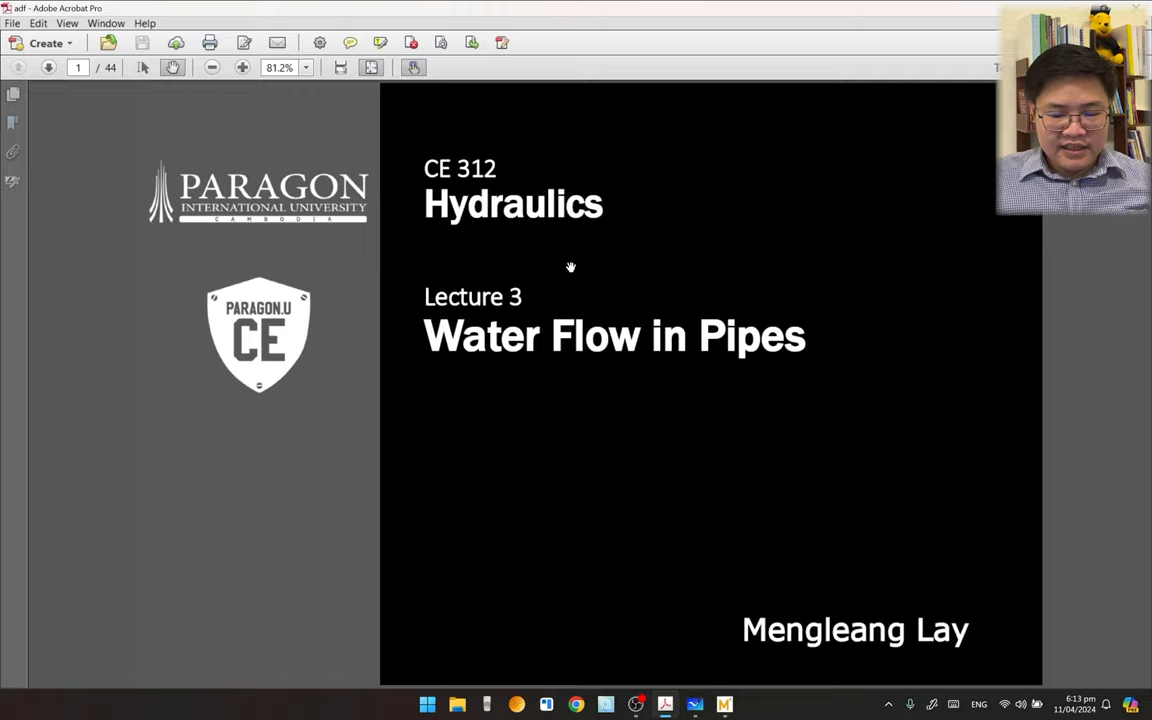 adf - Adobe Acrobat Pro
File Edit View Window Help
Create
1 / 44
81.2%
PARAGON
INTERNATIONAL UNIVERSITY
CAMBODIA
PARAGON.U
CE
CE 312
Hydraulics
Lecture 3
Water Flow in Pipes
Mengleang Lay
ENG
6:13 pm
11/04/2024